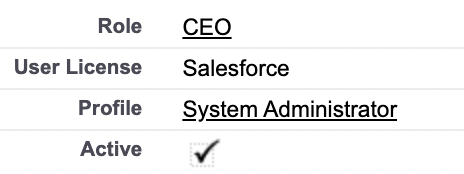 Role CEO
User License Salesforce
Profile System Administrator
Active